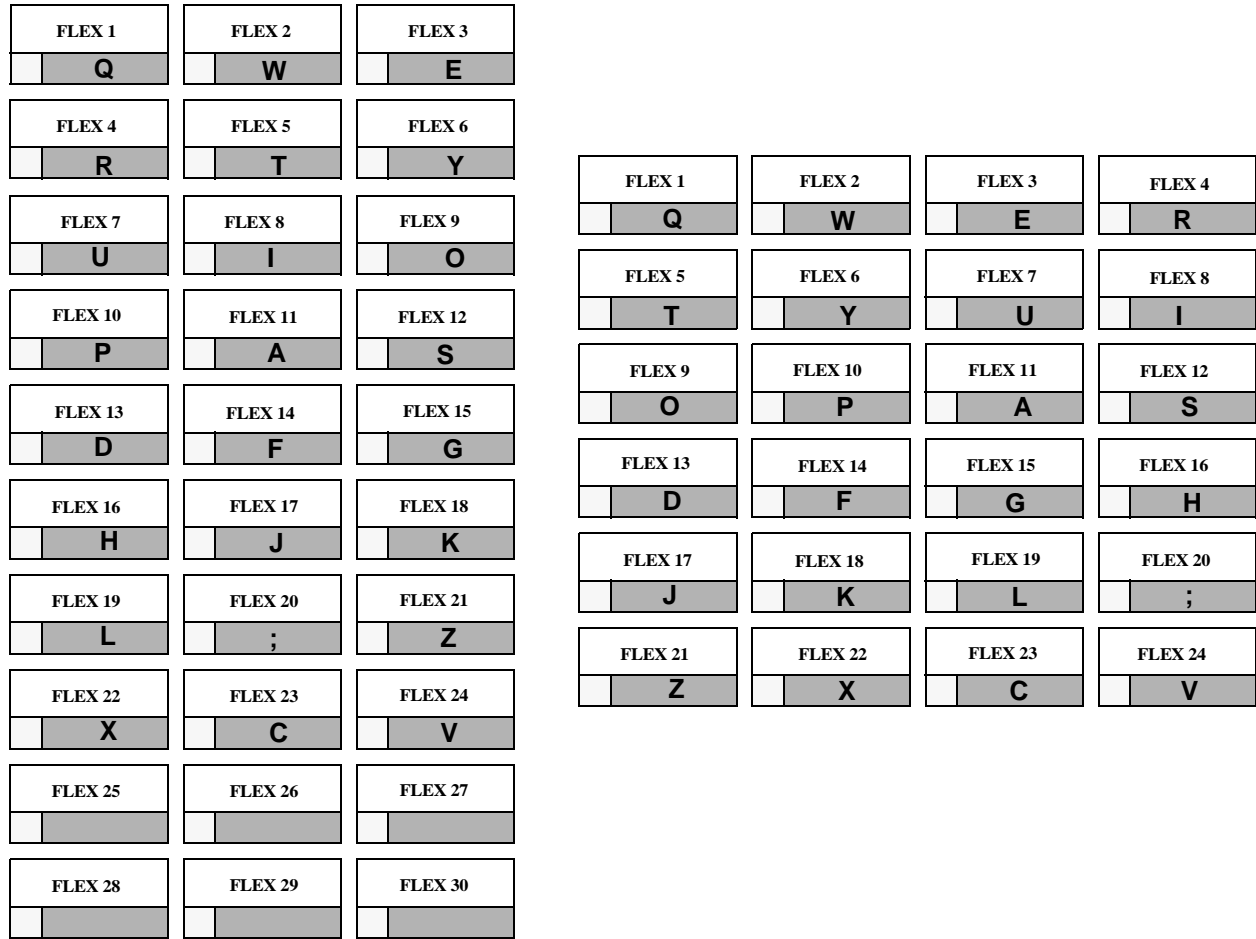 FLEX 1 FLEX 2 FLEX 3
Q W E
FLEX 4 FLEX 5 FLEX 6
R T Y
FLEX 7 FLEX 8 FLEX 9
U I O
FLEX 10 FLEX 11 FLEX 12
P A S
FLEX 13 FLEX 14 FLEX 15
D F G
FLEX 16 FLEX 17 FLEX 18
H J K
FLEX 19 FLEX 20 FLEX 21
L ; Z
FLEX 22 FLEX 23 FLEX 24
X C V
FLEX 25 FLEX 26 FLEX 27
FLEX 28 FLEX 29 FLEX 30
FLEX 1 FLEX 2 FLEX 3 FLEX 4
Q W E R
FLEX 5 FLEX 6 FLEX 7 FLEX 8
T Y U I
FLEX 9 FLEX 10 FLEX 11 FLEX 12
O P A S
FLEX 13 FLEX 14 FLEX 15 FLEX 16
D F G H
FLEX 17 FLEX 18 FLEX 19 FLEX 20
J K L ;
FLEX 21 FLEX 22 FLEX 23 FLEX 24
Z X C V